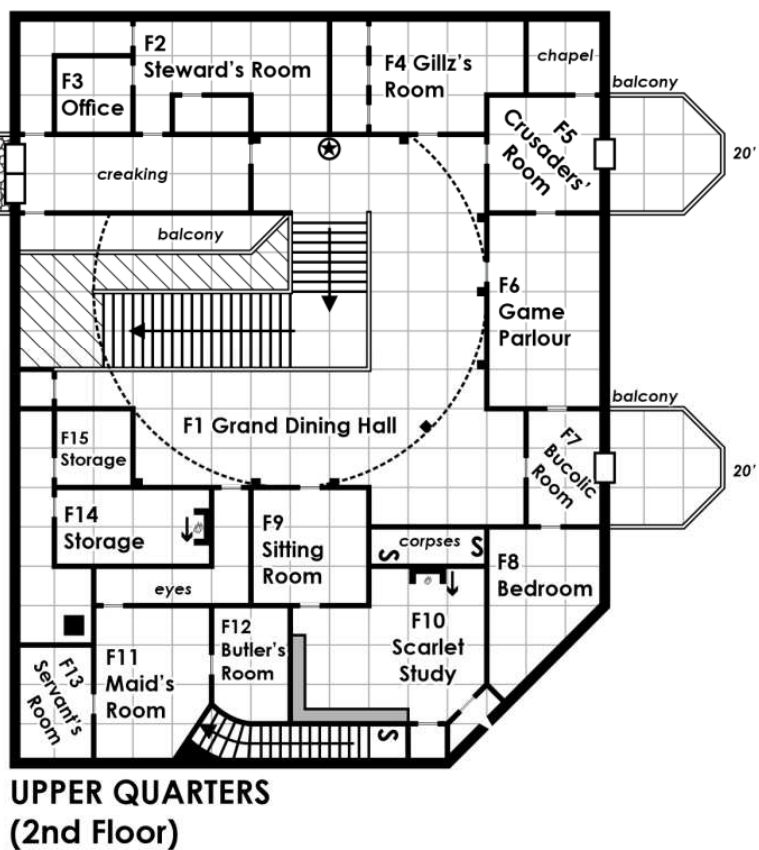 F2
Steward's Room
F3
Office
F4 Gillz's
Room
chapel
balcony
F5
Crusaders'
Room
20'
creaking
balcony
F6
Game
Parlour
F1 Grand Dining Hall
balcony
F7
Bucolic
Room
20'
F15
Storage
F14
Storage
F9
Sitting
Room
S
corpses
S
F8
Bedroom
eyes
F10
Scarlet
Study
F12
Butler's
Room
F11
Maid's
Room
F13
Servant's
Room
S
UPPER QUARTERS
(2nd Floor)